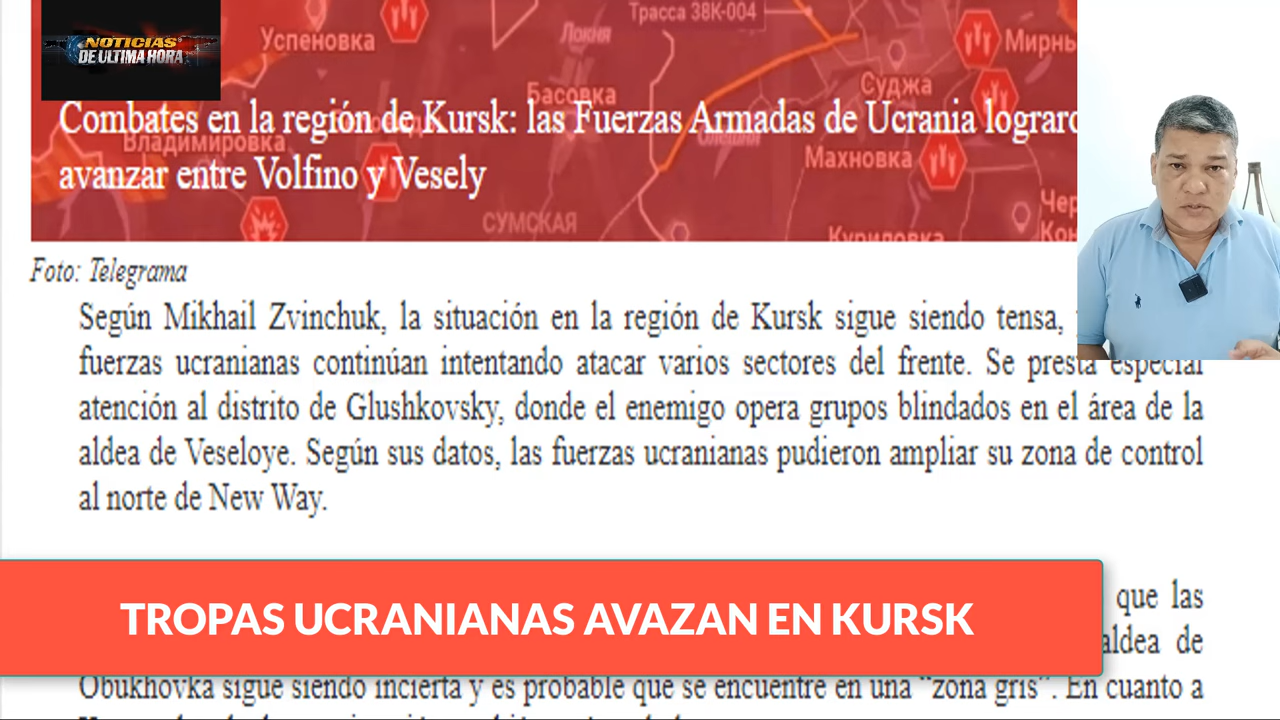 NOTICIAS
DE ULTIMA HORA
Трасса 38К-004
Успеновка
Локня
Мирны
Басовка
Суджа
Combates en la región de Kursk: las Fuerzas Armadas de Ucrania lograro
Владимировка
Махновка
avanzar entre Volfino y Vesely
СУМСКАЯ
Чер
Кон
Куриловка
Foto: Telegrama
Según Mikhail Zvinchuk, la situación en la región de Kursk sigue siendo tensa,
fuerzas ucranianas continúan intentando atacar varios sectores del frente. Se presta especial
atención al distrito de Glushkovsky, donde el enemigo opera grupos blindados en el área de la
aldea de Veseloye. Según sus datos, las fuerzas ucranianas pudieron ampliar su zona de control
al norte de New Way.
TROPAS UCRANIANAS AVAZAN EN KURSK
que las
aldea de
Obukhovka sigue siendo incierta y es probable que se encuentre en una “zona gris”. En cuanto a